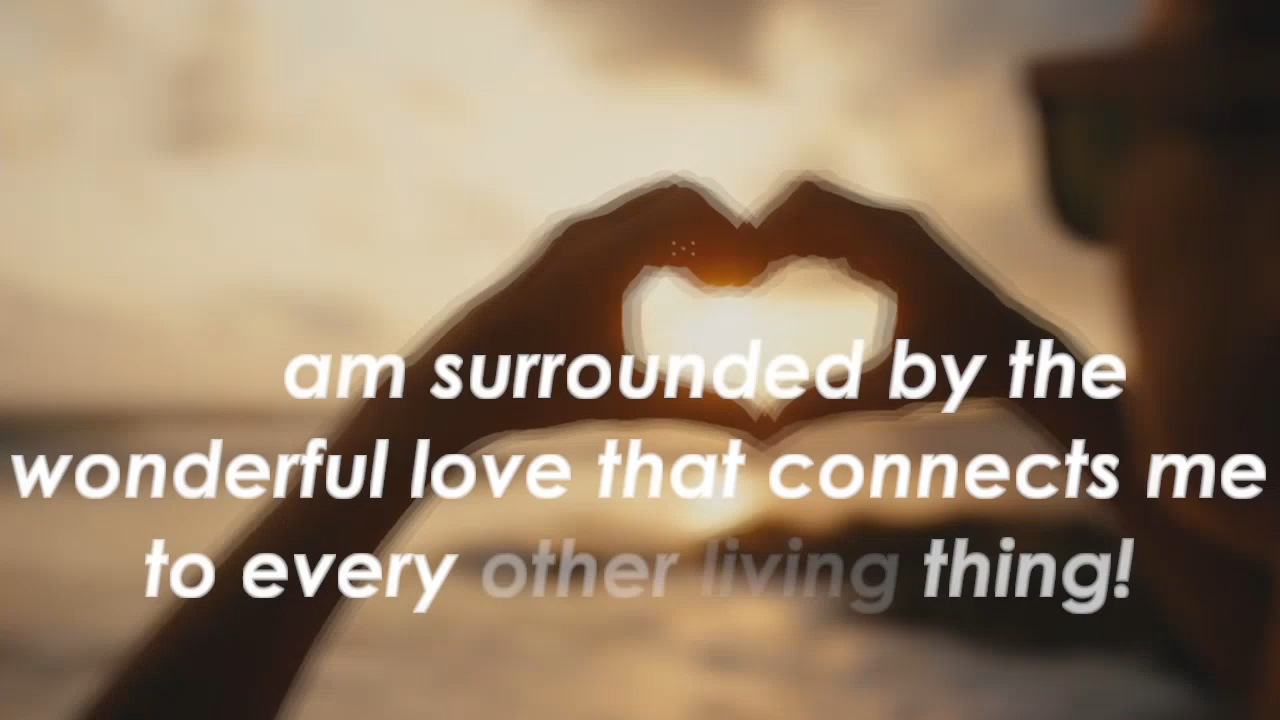 am surrounded by the
wonderful love that connects me
to every other living thing!